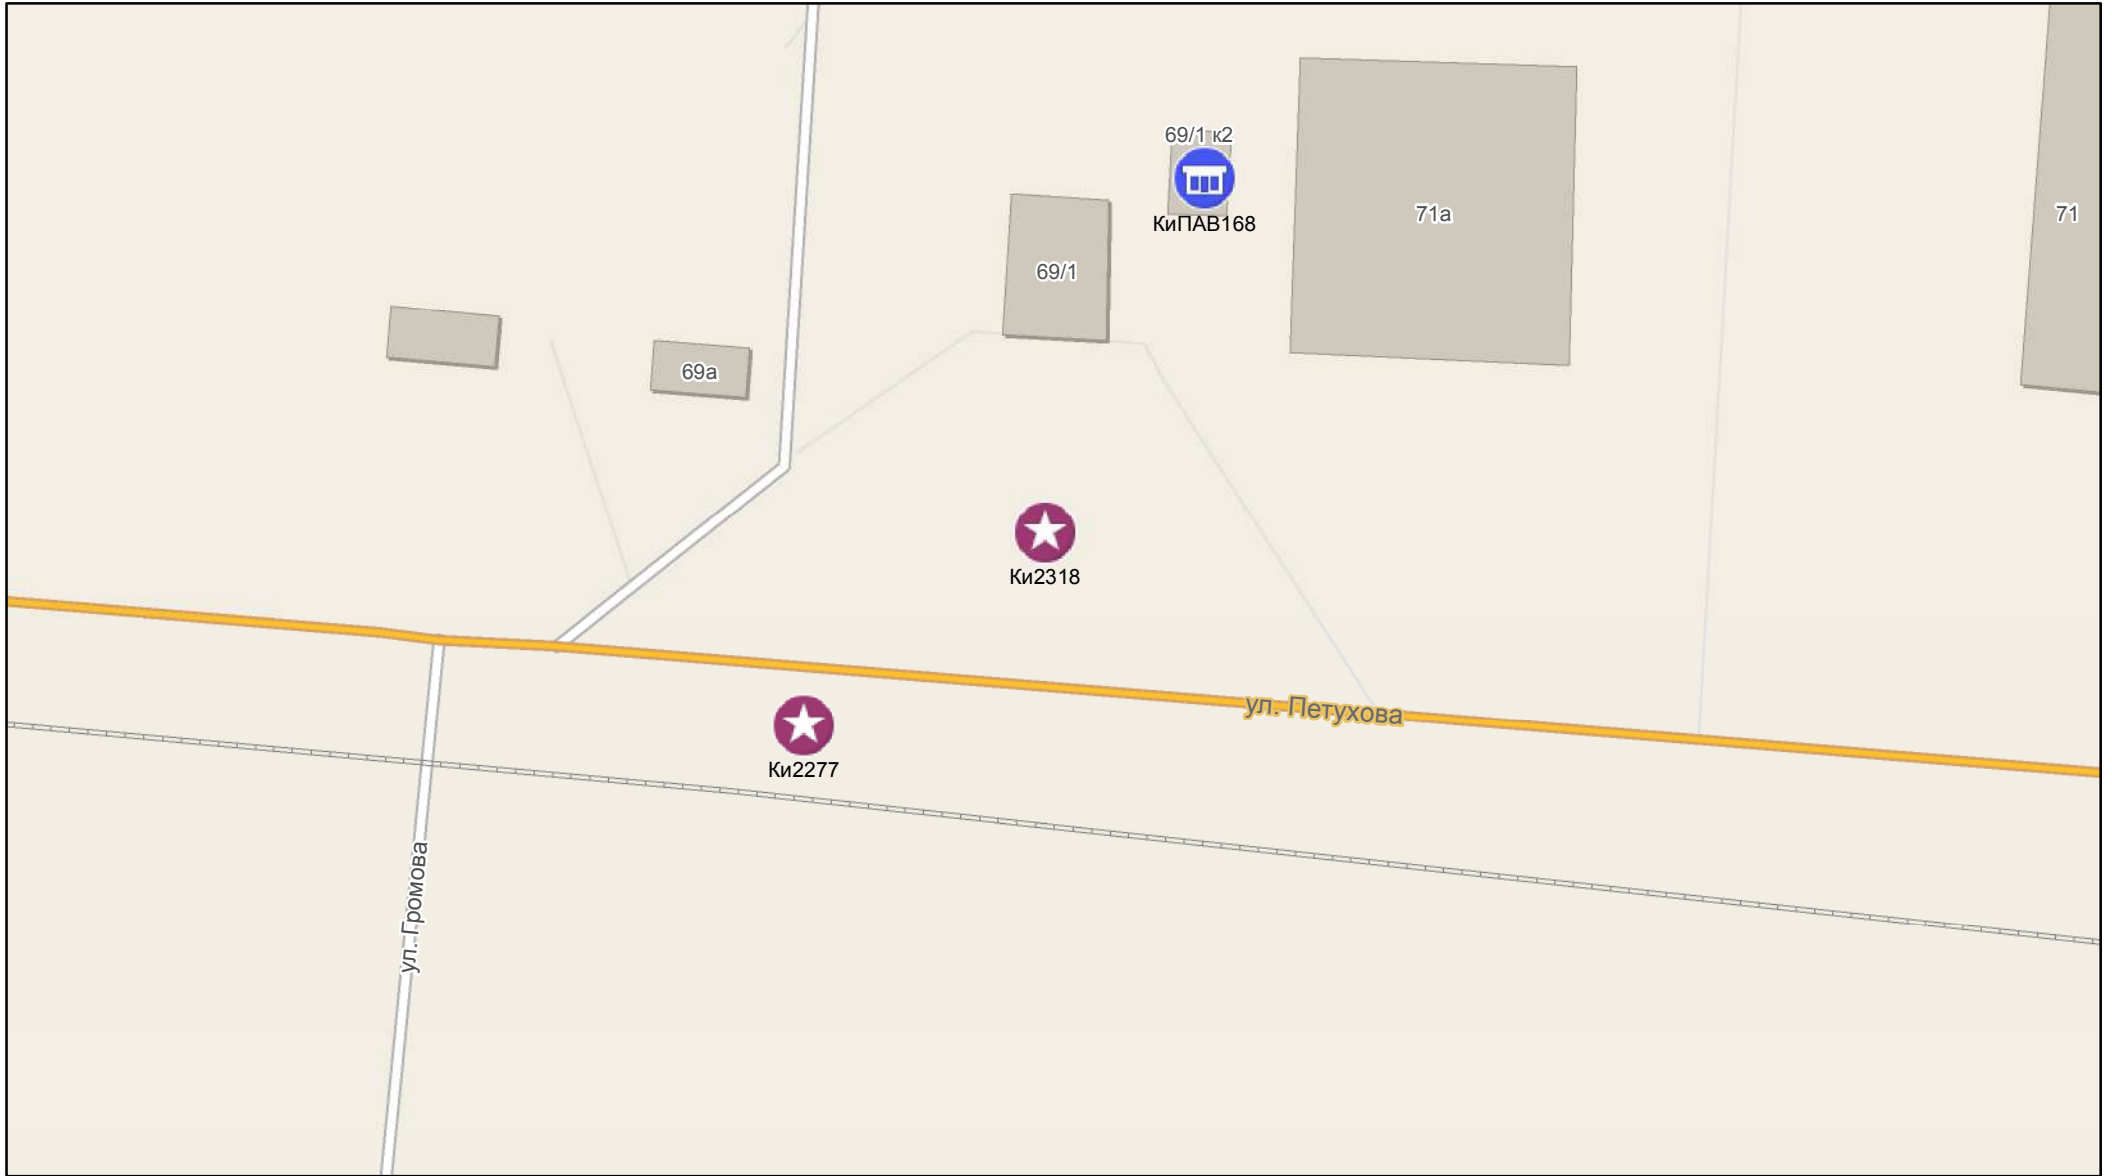 69/1 к2
КиПАВ168
71а
71
69/1
69а
Ки2318
ул. Петухова
Ки2277
ул. Громова